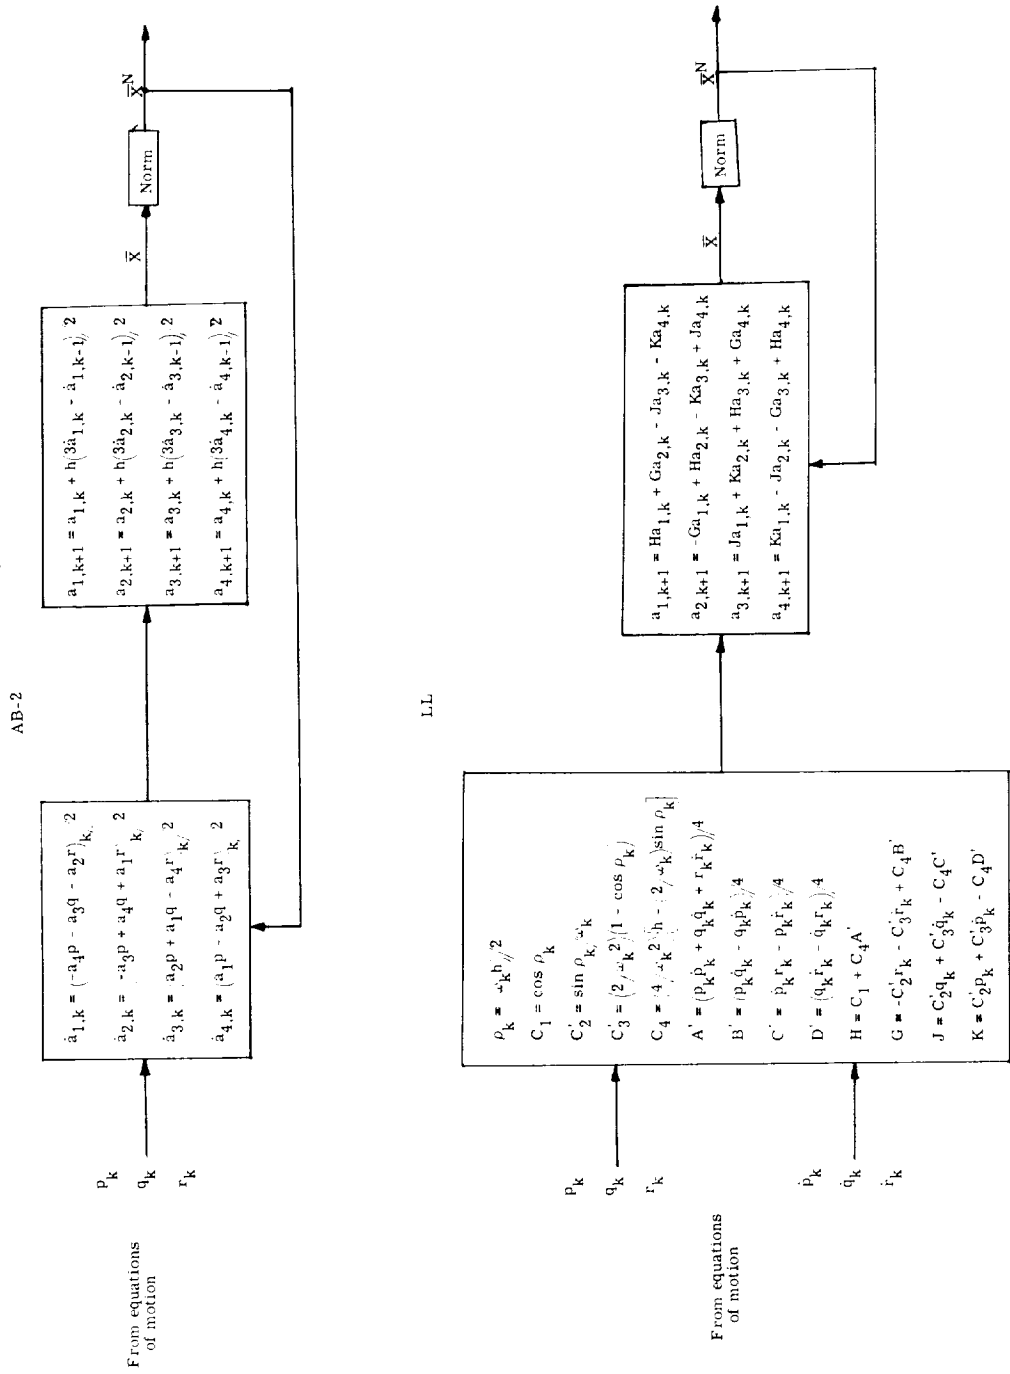 AB-2
From equations
of motion
p_k
q_k
r_k
ȧ_{1,k} = (-a_4p - a_3q - a_2r)_k/2
ȧ_{2,k} = (-a_3p + a_4q + a_1r)_k/2
ȧ_{3,k} = (a_2p + a_1q - a_4r)_k/2
ȧ_{4,k} = (a_1p - a_2q + a_3r)_k/2
a_{1,k+1} = a_{1,k} + h(3ȧ_{1,k} - ȧ_{1,k-1})/2
a_{2,k+1} = a_{2,k} + h(3ȧ_{2,k} - ȧ_{2,k-1})/2
a_{3,k+1} = a_{3,k} + h(3ȧ_{3,k} - ȧ_{3,k-1})/2
a_{4,k+1} = a_{4,k} + h(3ȧ_{4,k} - ȧ_{4,k-1})/2
X̄
Norm
X̄^N
LL
From equations
of motion
p_k
q_k
r_k
ṗ_k
q̇_k
ṙ_k
ρ_k = ω'_k h/2
C_1 = cos ρ_k
C'_2 = sin ρ_k/ω'_k
C'_3 = (2/ω'_k^2)(1 - cos ρ_k)
C_4 = (4/ω'_k^2)[h - (2/ω'_k)sin ρ_k]
A' = (p_kṗ_k + q_kq̇_k + r_kṙ_k)/4
B' = (p_kq̇_k - q_kṗ_k)/4
C' = (ṗ_kr_k - p_kṙ_k)/4
D' = (q_kṙ_k - q̇_kr_k)/4
H = C_1 + C_4A'
G = -C'_2r_k - C'_3ṙ_k + C_4B'
J = C'_2q_k + C'_3q̇_k - C_4C'
K = C'_2p_k + C'_3ṗ_k - C_4D'
a_{1,k+1} = Ha_{1,k} + Ga_{2,k} - Ja_{3,k} - Ka_{4,k}
a_{2,k+1} = -Ga_{1,k} + Ha_{2,k} - Ka_{3,k} + Ja_{4,k}
a_{3,k+1} = Ja_{1,k} + Ka_{2,k} + Ha_{3,k} + Ga_{4,k}
a_{4,k+1} = Ka_{1,k} - Ja_{2,k} - Ga_{3,k} + Ha_{4,k}
X̄
Norm
X̄^N